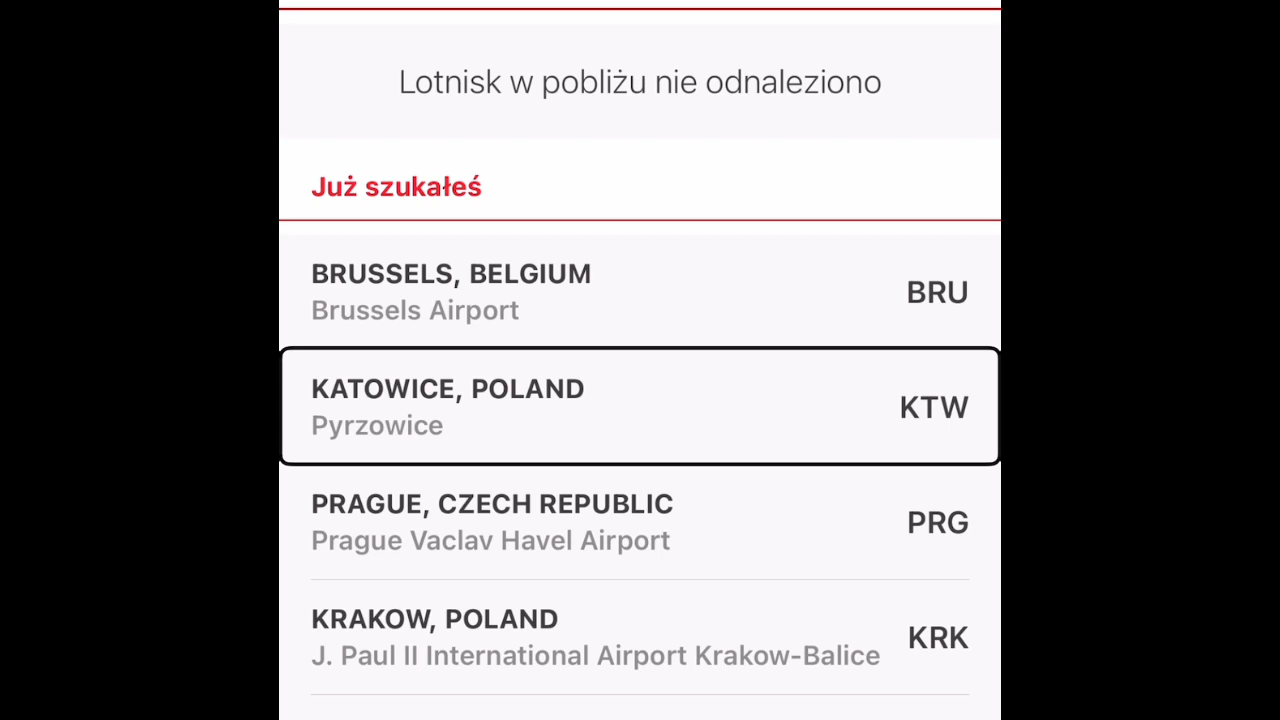 Lotnisk w pobliżu nie odnaleziono
Już szukałeś
BRUSSELS, BELGIUM
Brussels Airport
BRU
KATOWICE, POLAND
Pyrzowice
KTW
PRAGUE, CZECH REPUBLIC
Prague Vaclav Havel Airport
PRG
KRAKOW, POLAND
J. Paul II International Airport Krakow-Balice
KRK